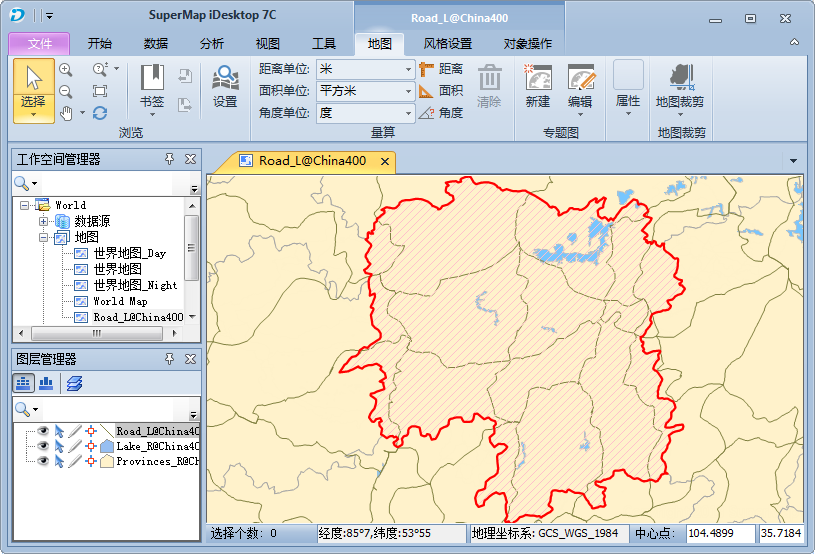 SuperMap iDesktop 7C
Road_L@China400
文件 开始 数据 分析 视图 工具 地图 风格设置 对象操作
选择
书签
设置
浏览
距离单位: 米
面积单位: 平方米
角度单位: 度
距离
面积
角度
清除
量算
新建
编辑
专题图
属性
地图裁剪
地图裁剪
工作空间管理器
World
数据源
地图
世界地图_Day
世界地图
世界地图_Night
World Map
Road_L@China400
图层管理器
Road_L@China40
Lake_R@China40
Provinces_R@Ch
Road_L@China400
选择个数: 0
经度:85°7,纬度:53°55
地理坐标系: GCS_WGS_1984
中心点: 104.4899 35.7184